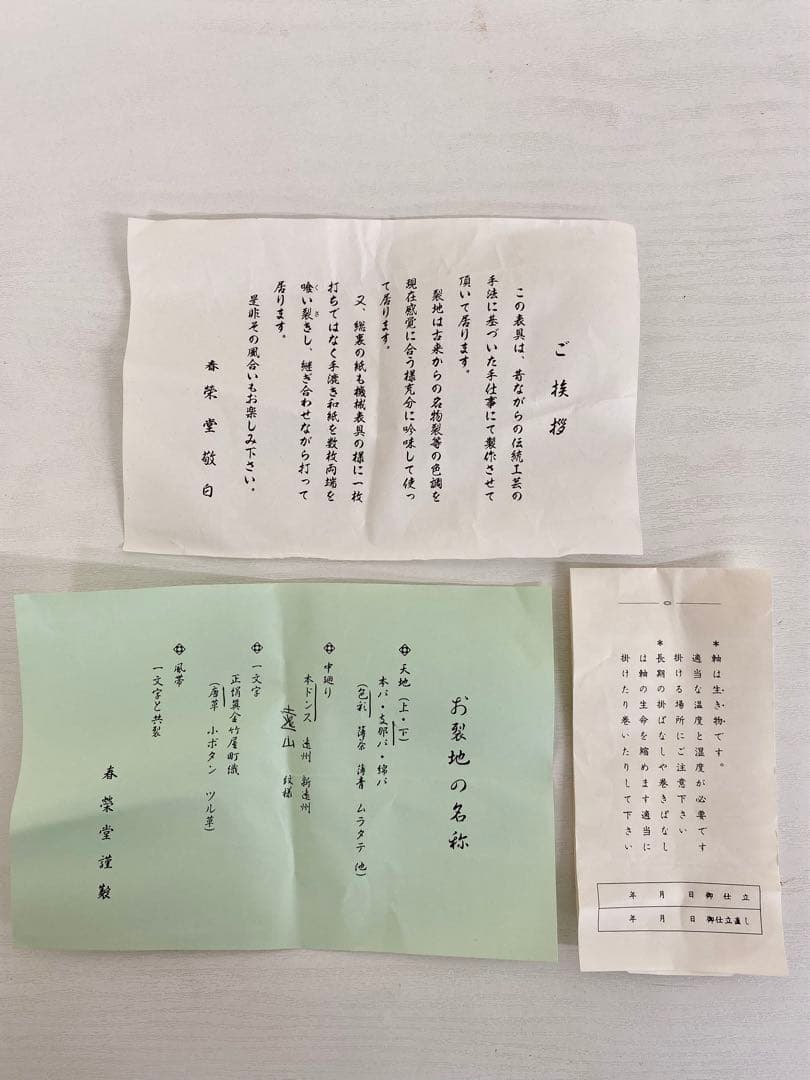 ご挨拶
この表具は、昔ながらの伝統工芸の
手法に基づいた手仕事にて製作させて
頂いて居ります。
裂地は古来からの名物裂等の色調を
現在感覚に合う様充分に吟味して使っ
て居ります。
又、総裏の紙も機械表具の様に一枚
打ちではなく手漉き和紙を数枚両端を
喰い裂きし、継ぎ合わせながら打って
居ります。
是非その風合いもお楽しみ下さい。
春榮堂敬白
お裂地の名称
天地(上・下)
本パ・支那パ・綿パ
(色彩 薄茶 薄青 ムラタテ 他)
中廻り
本ドンス 遠州 新遠州
遠山 紋様
一文字
正絹箕金竹屋町織
(唐草 小ボタン ツル草)
風帯
一文字と共裂
春榮堂謹製
*軸は生き物です。
適当な温度と湿度が必要です
掛ける場所にご注意下さい
*長期の掛ばなしや巻きばなし
は軸の生命を縮めます適当に
掛けたり巻いたりして下さい
年 月 日 御仕立
年 月 日 御仕立直し